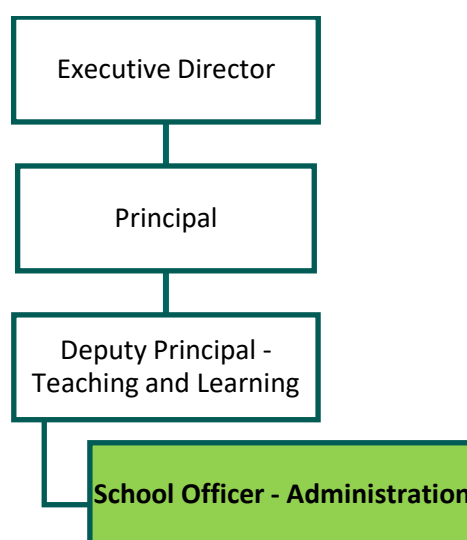 Executive Director
Principal
Deputy Principal -
Teaching and Learning
School Officer - Administration